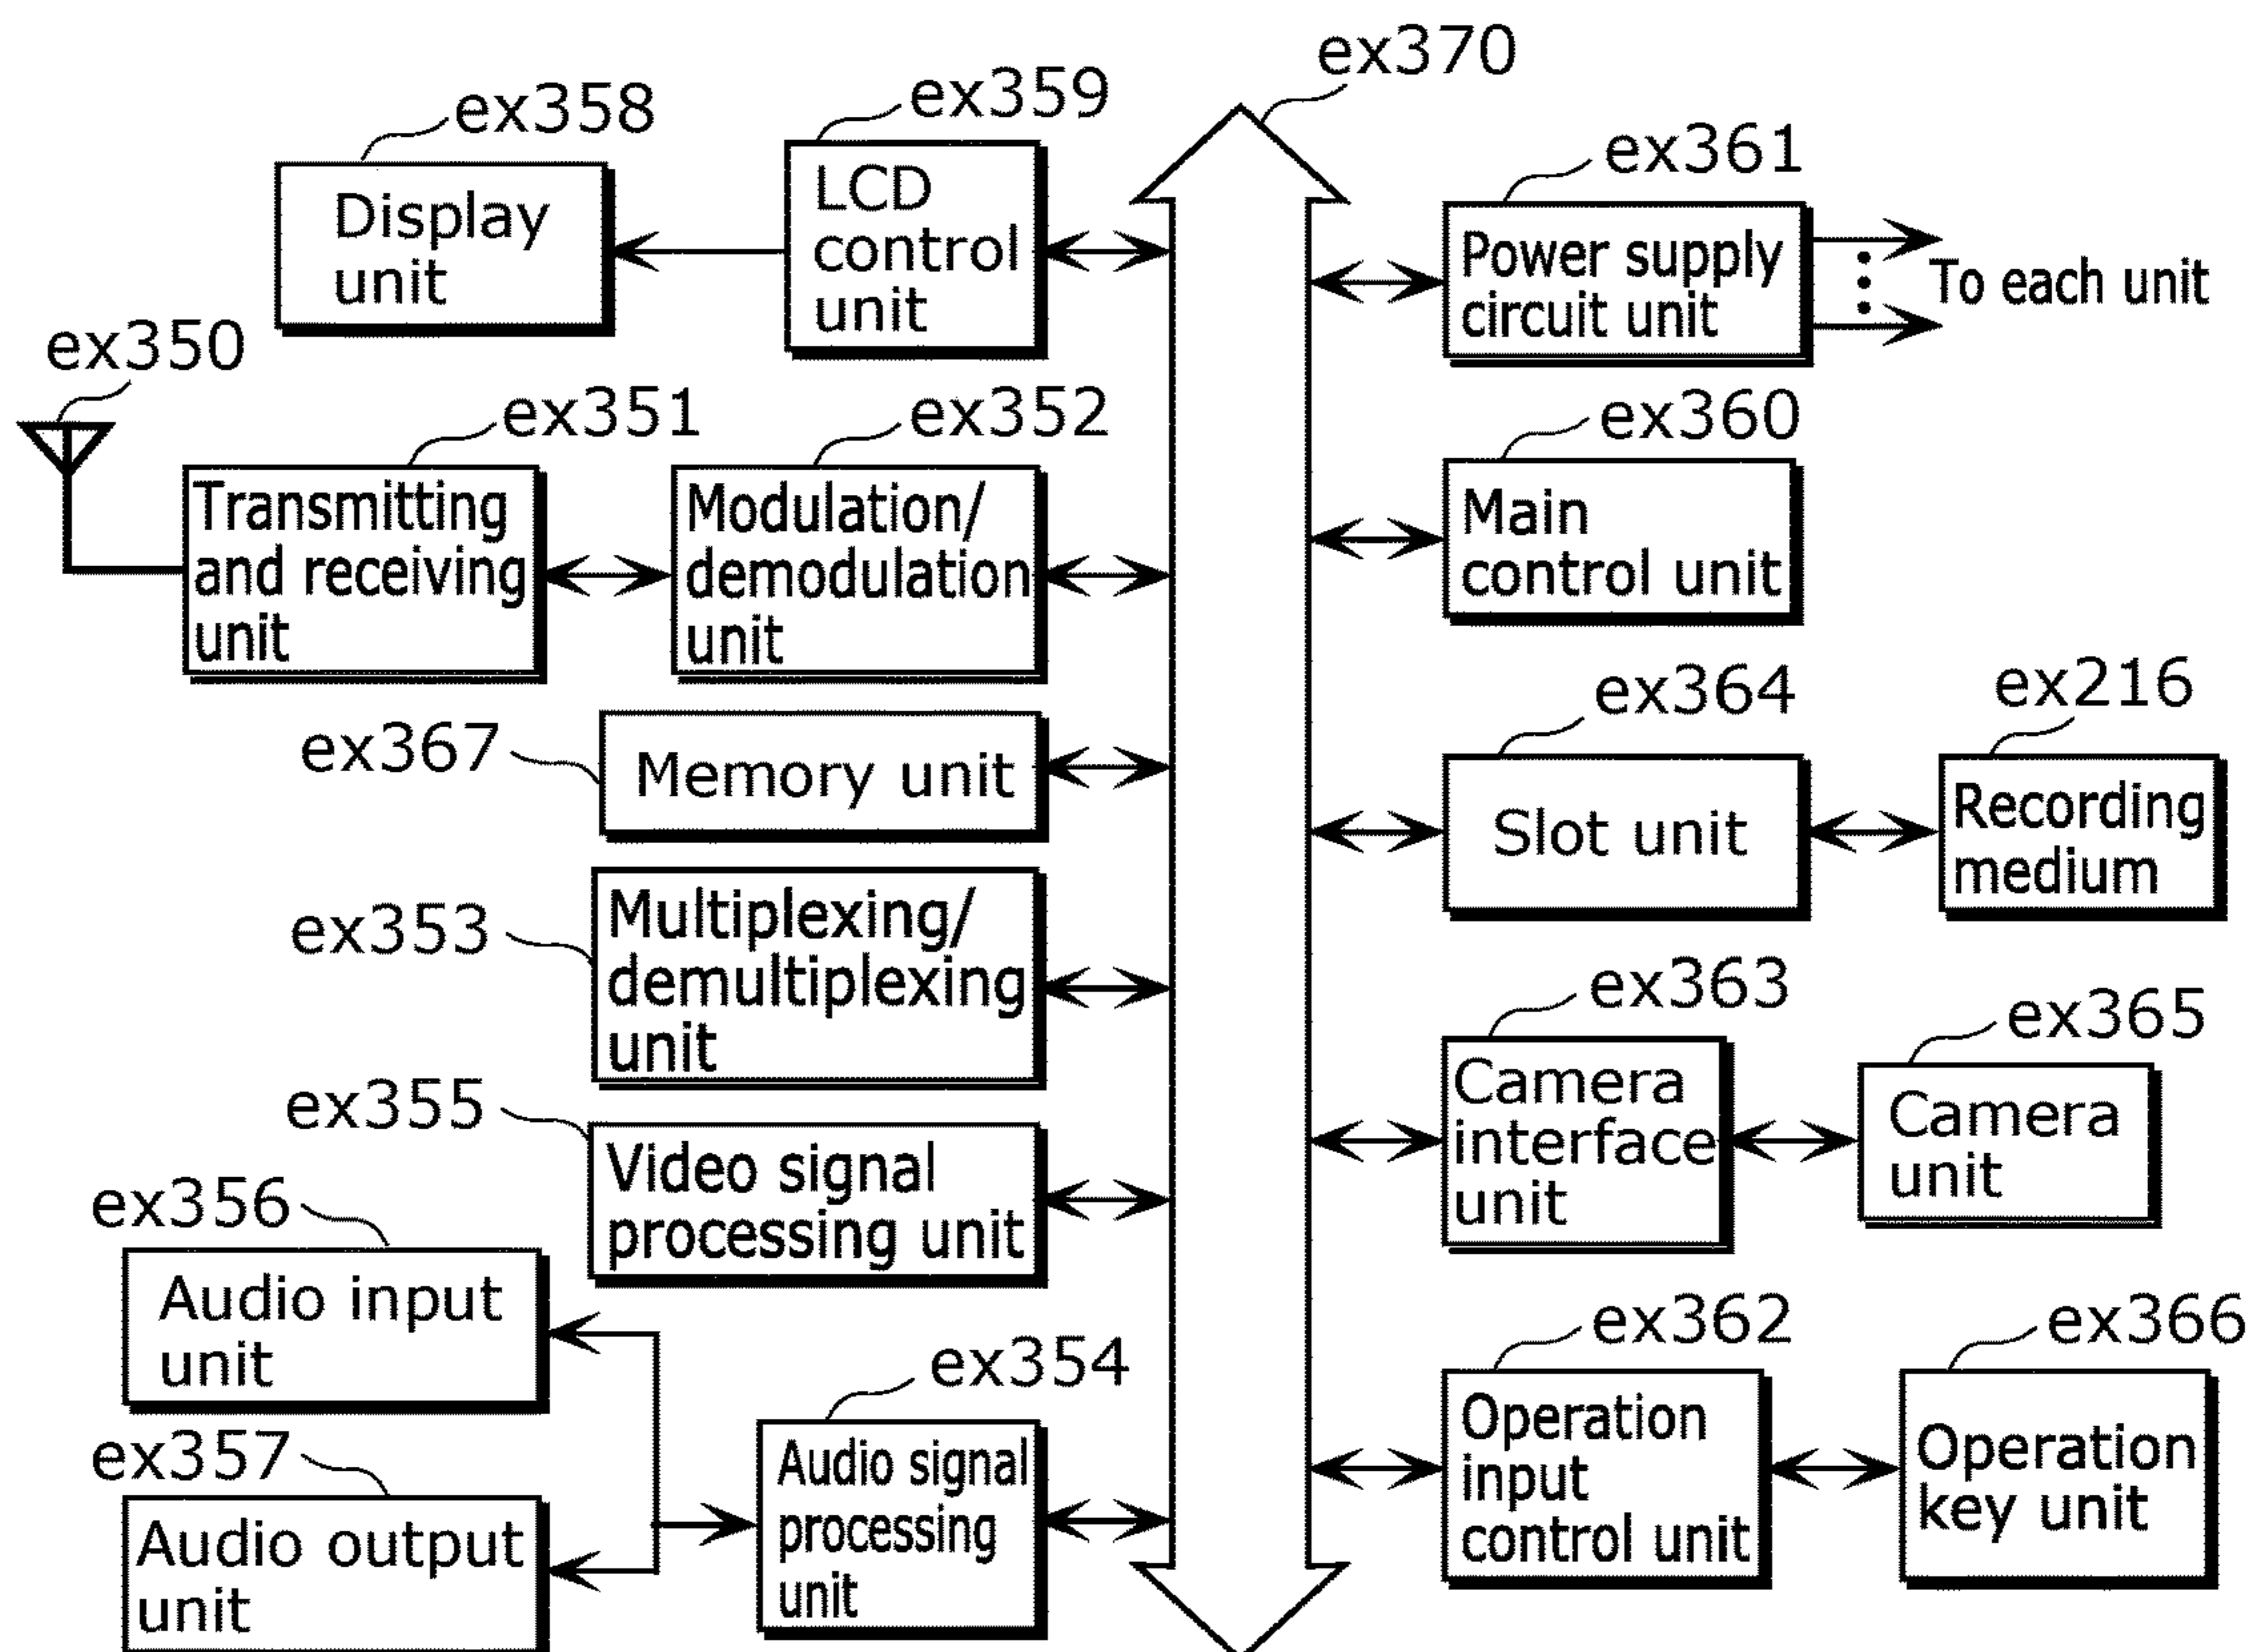 ex370
ex358
ex359
Display
unit
LCD
control
unit
ex361
Power supply
circuit unit
To each unit
ex350
ex351
ex352
Transmitting
and receiving
unit
Modulation/
demodulation
unit
ex360
Main
control unit
ex367
Memory unit
ex364
Slot unit
ex216
Recording
medium
ex353
Multiplexing/
demultiplexing
unit
ex363
Camera
interface
unit
ex365
Camera
unit
ex355
Video signal
processing unit
ex356
Audio input
unit
ex357
Audio output
unit
ex354
Audio signal
processing
unit
ex362
Operation
input
control unit
ex366
Operation
key unit